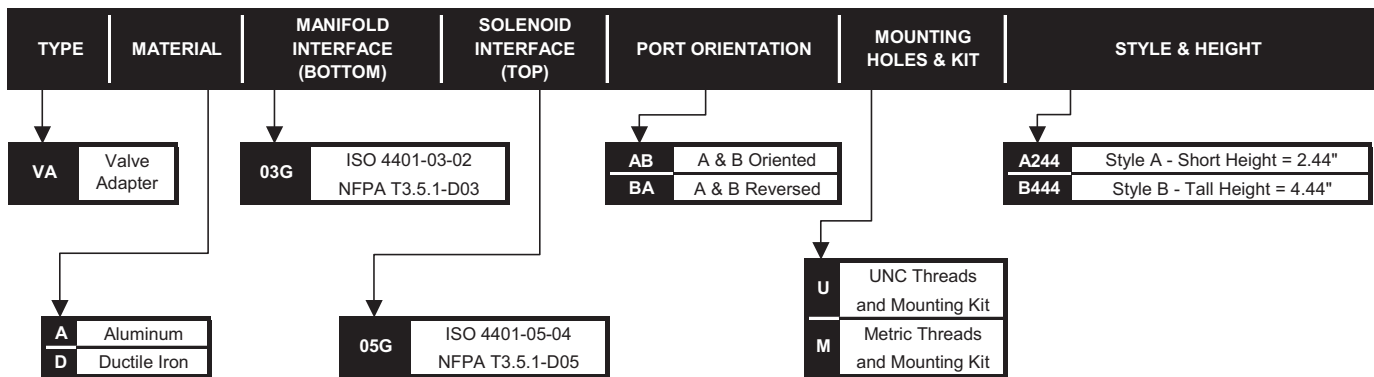 TYPE
MATERIAL
MANIFOLD
INTERFACE
(BOTTOM)
SOLENOID
INTERFACE
(TOP)
PORT ORIENTATION
MOUNTING
HOLES & KIT
STYLE & HEIGHT
VA
Valve
Adapter
03G
ISO 4401-03-02
NFPA T3.5.1-D03
AB
A & B Oriented
BA
A & B Reversed
A244
Style A - Short Height = 2.44"
B444
Style B - Tall Height = 4.44"
A
Aluminum
D
Ductile Iron
05G
ISO 4401-05-04
NFPA T3.5.1-D05
U
UNC Threads
and Mounting Kit
M
Metric Threads
and Mounting Kit